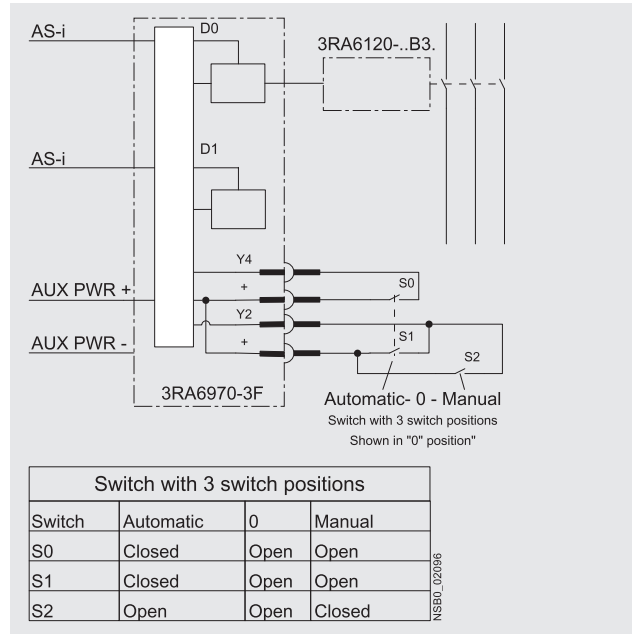 AS-i
D0
3RA6120-..B3.
AS-i
D1
Y4
+
S0
AUX PWR +
Y2
S1
AUX PWR -
+
S2
3RA6970-3F
Automatic- 0 - Manual
Switch with 3 switch positions
Shown in "0" position"
Switch with 3 switch positions
Switch Automatic 0 Manual
S0 Closed Open Open
S1 Closed Open Open
S2 Open Open Closed
NSB0_02096